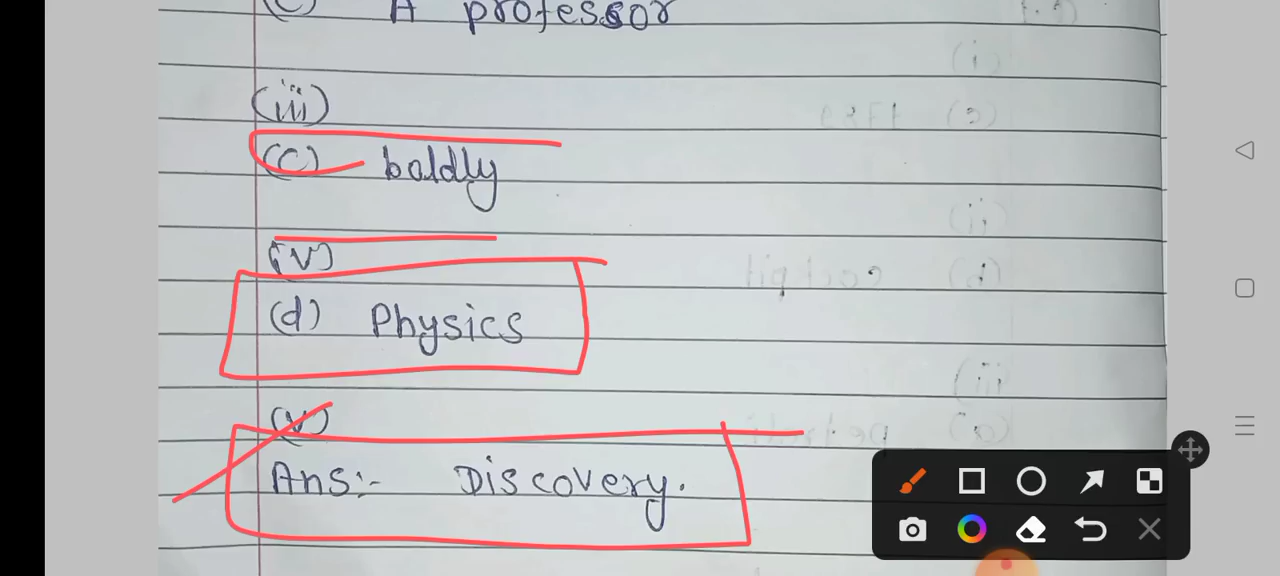 (C) A professor
(iii)
(C) boldly
(iv)
(d) Physics
(v)
Ans:- Discovery.